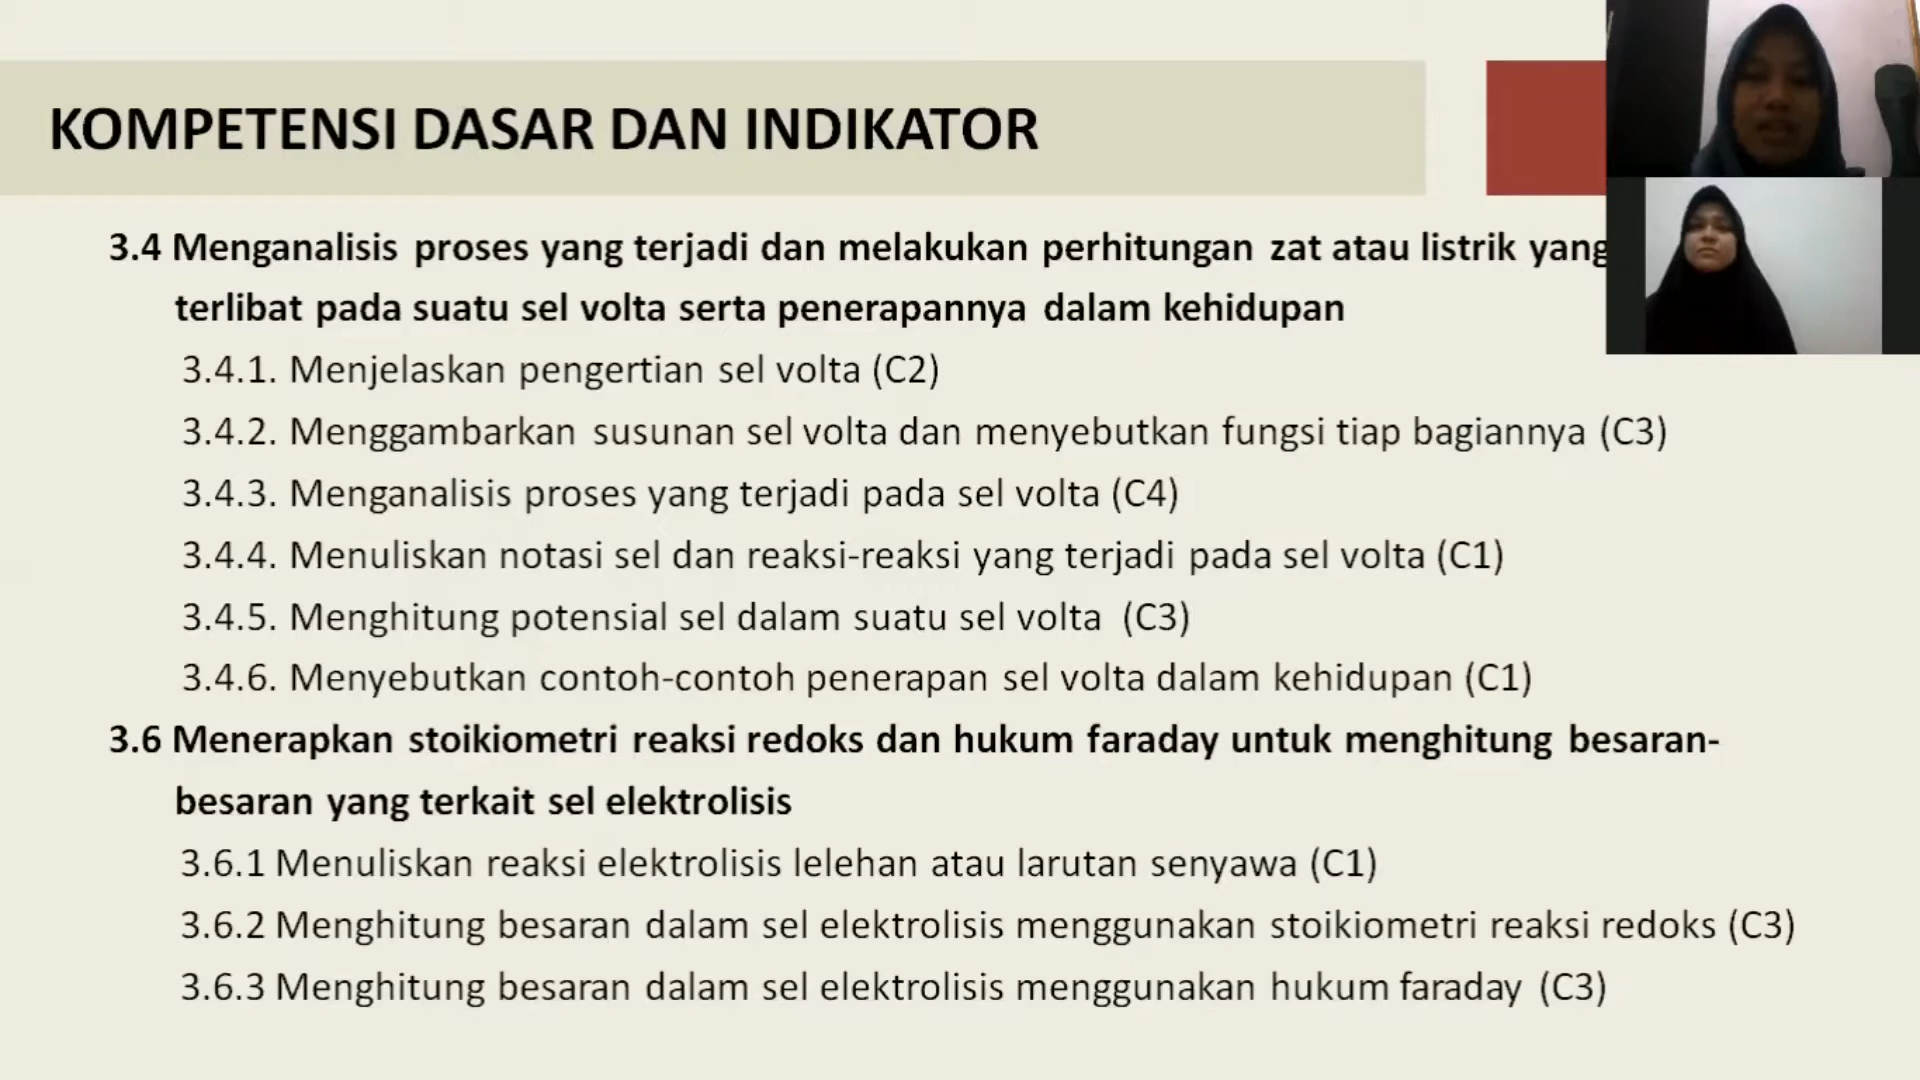 KOMPETENSI DASAR DAN INDIKATOR
3.4 Menganalisis proses yang terjadi dan melakukan perhitungan zat atau listrik yang
terlibat pada suatu sel volta serta penerapannya dalam kehidupan
3.4.1. Menjelaskan pengertian sel volta (C2)
3.4.2. Menggambarkan susunan sel volta dan menyebutkan fungsi tiap bagiannya (C3)
3.4.3. Menganalisis proses yang terjadi pada sel volta (C4)
3.4.4. Menuliskan notasi sel dan reaksi-reaksi yang terjadi pada sel volta (C1)
3.4.5. Menghitung potensial sel dalam suatu sel volta (C3)
3.4.6. Menyebutkan contoh-contoh penerapan sel volta dalam kehidupan (C1)
3.6 Menerapkan stoikiometri reaksi redoks dan hukum faraday untuk menghitung besaran-
besaran yang terkait sel elektrolisis
3.6.1 Menuliskan reaksi elektrolisis lelehan atau larutan senyawa (C1)
3.6.2 Menghitung besaran dalam sel elektrolisis menggunakan stoikiometri reaksi redoks (C3)
3.6.3 Menghitung besaran dalam sel elektrolisis menggunakan hukum faraday (C3)